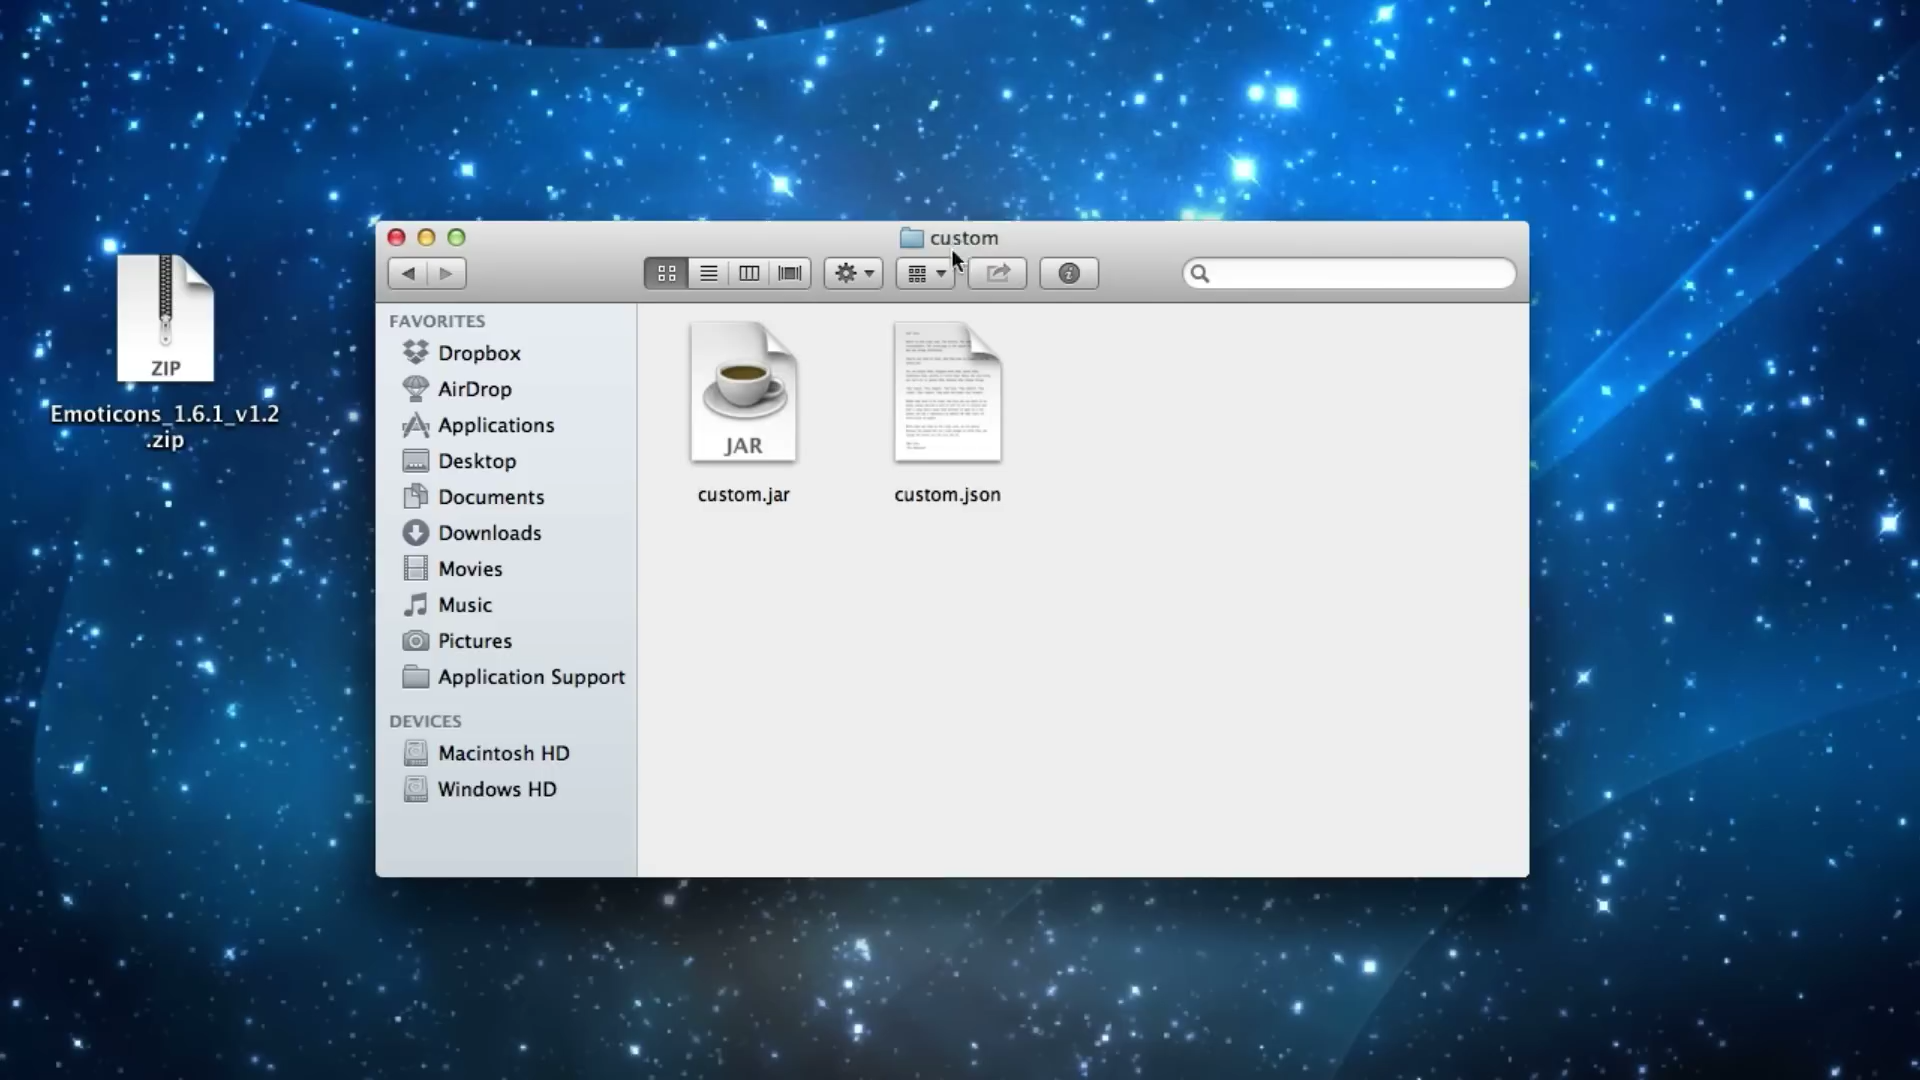 custom
ZIP
Emoticons_1.6.1_v1.2
.zip
FAVORITES
Dropbox
AirDrop
Applications
Desktop
Documents
Downloads
Movies
Music
Pictures
Application Support
DEVICES
Macintosh HD
Windows HD
JAR
custom.jar
custom.json